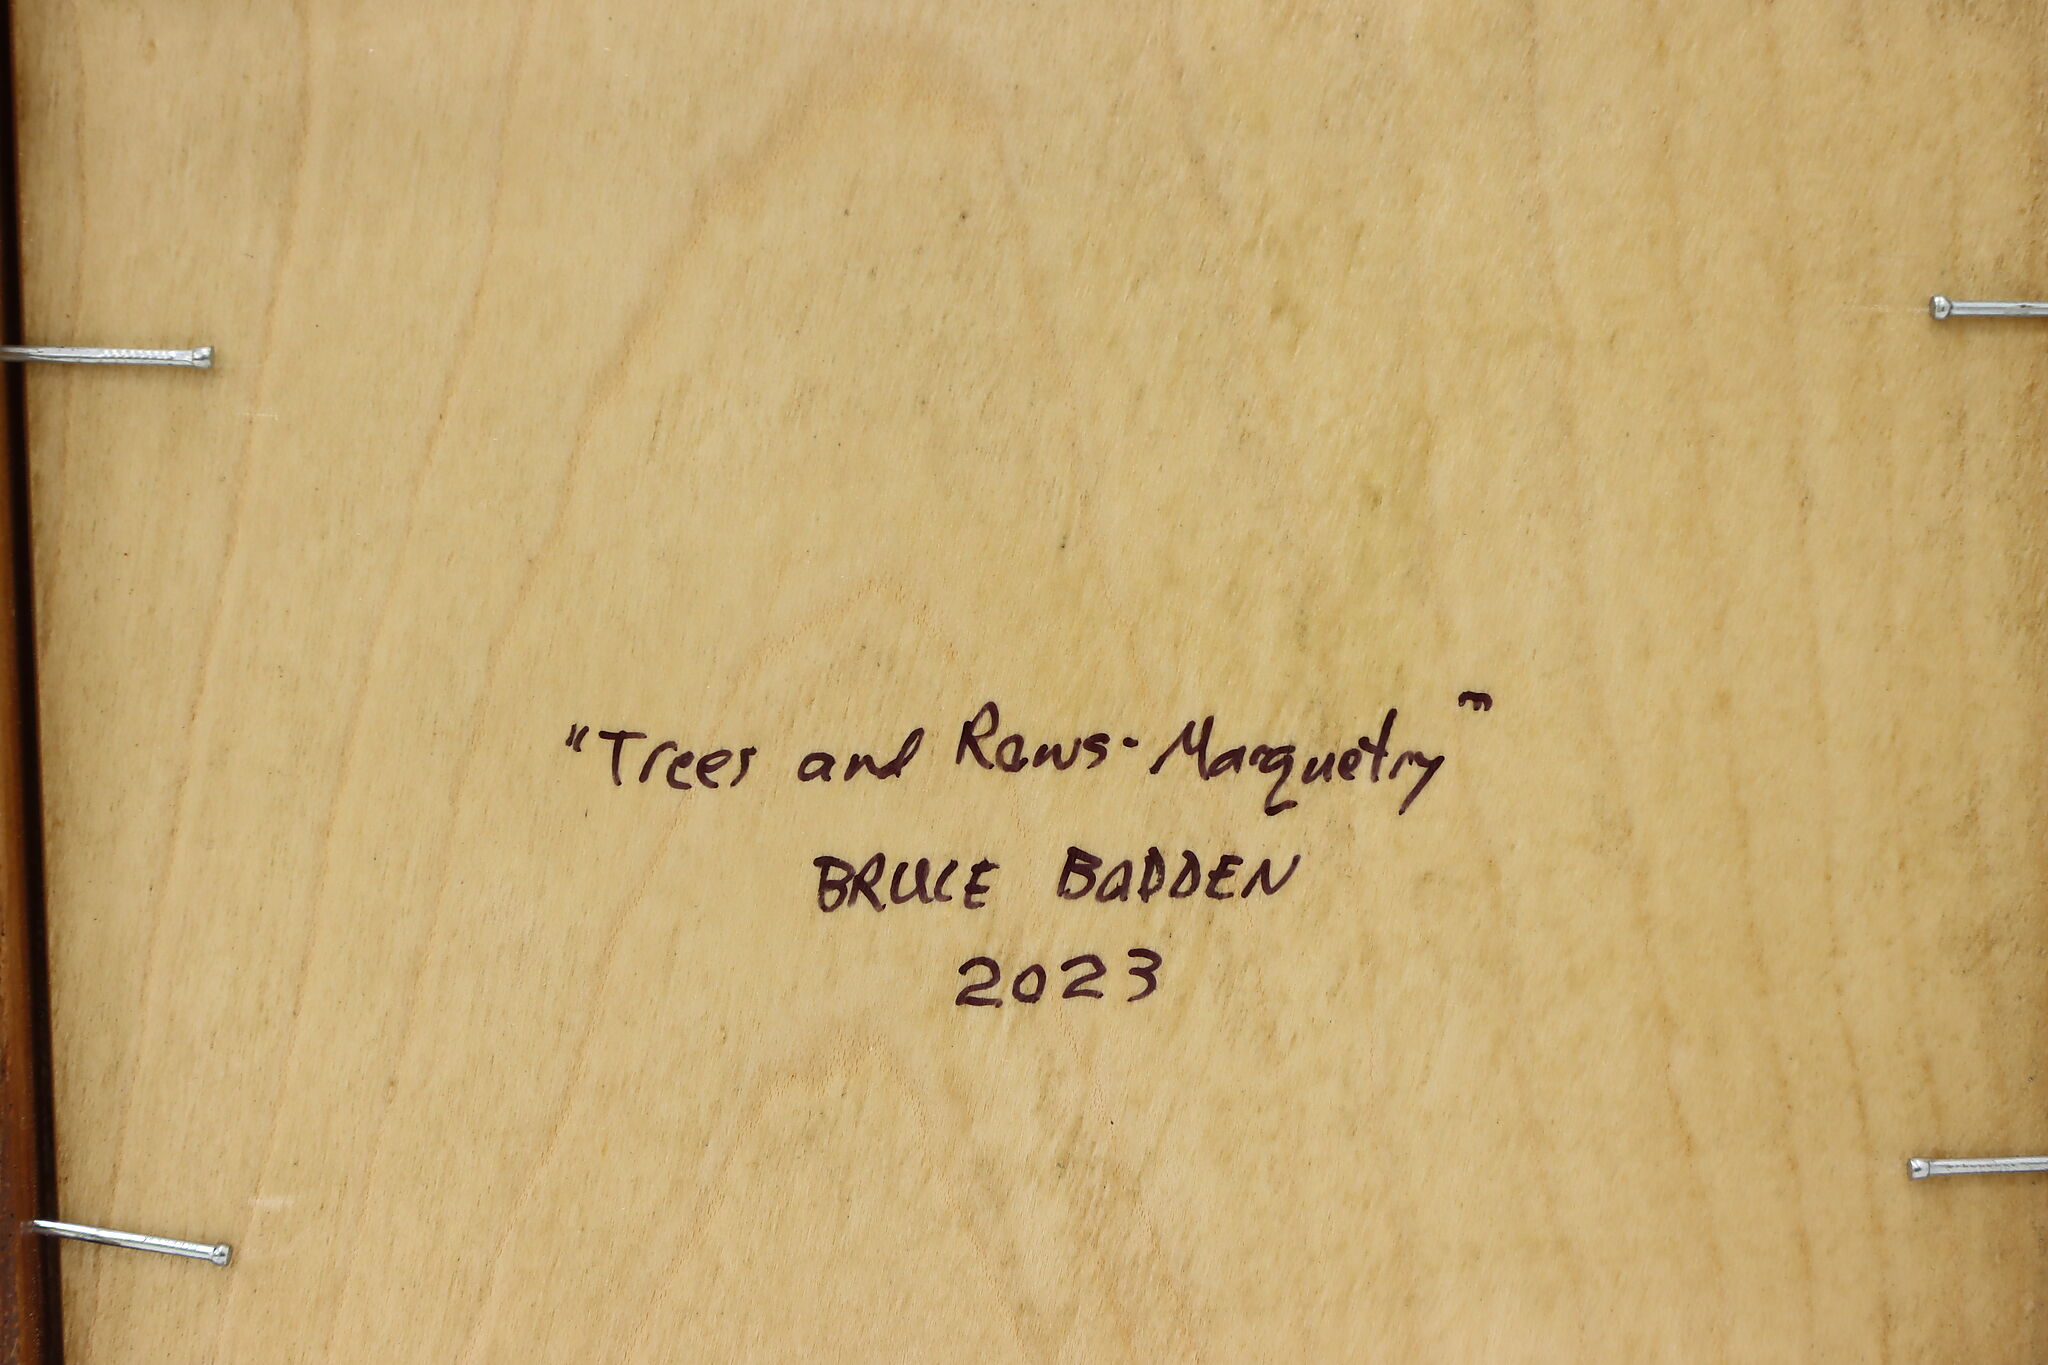 "Trees and Rows - Marquetry"
BRUCE BADDEN
2023